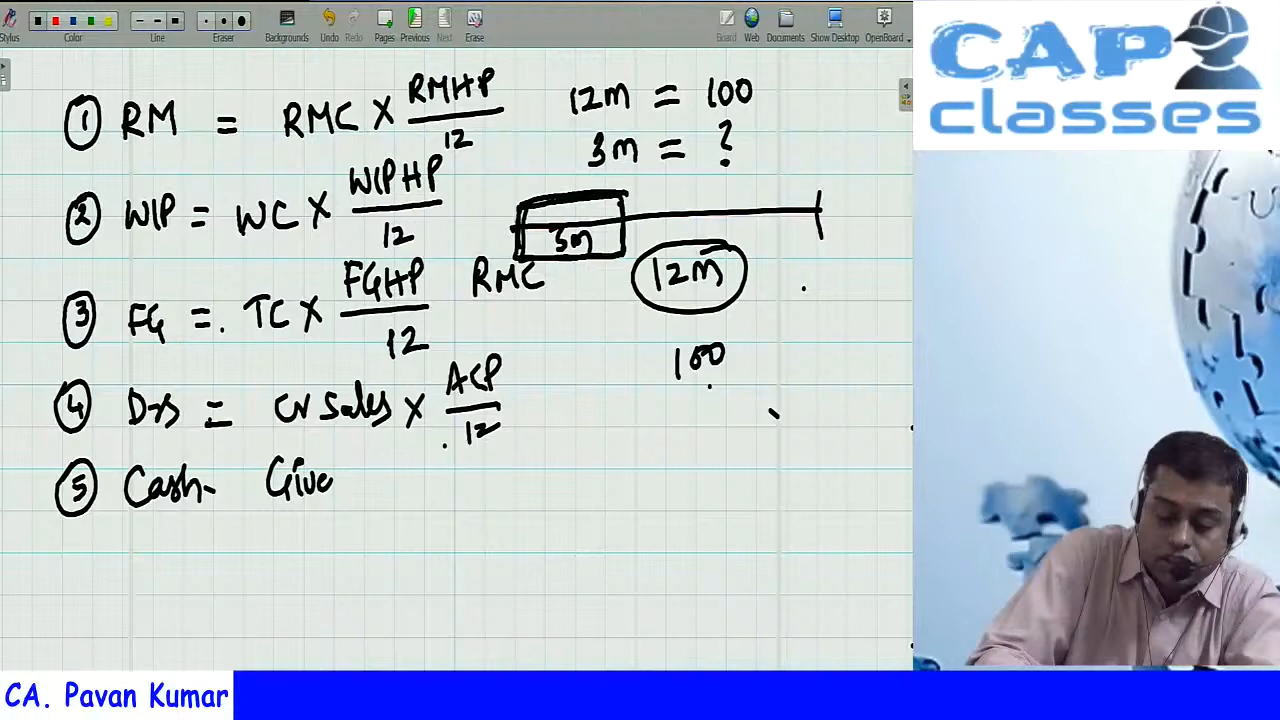 Stylus
Color
Line
Eraser
Backgrounds
Undo
Redo
Pages
Previous
Next
Erase
Board
Web
Documents
Show Desktop
OpenBoard
CAP
classes
① RM = RMC X RMHP / 12
12m = 100
3m = ?
② WIP = WC X WIPHP / 12
3m
12m
③ FG = TC X FGHP / 12
RMC
100
④ Drs = Cr Sales X ACP / 12
⑤ Cash - Give
CA. Pavan Kumar